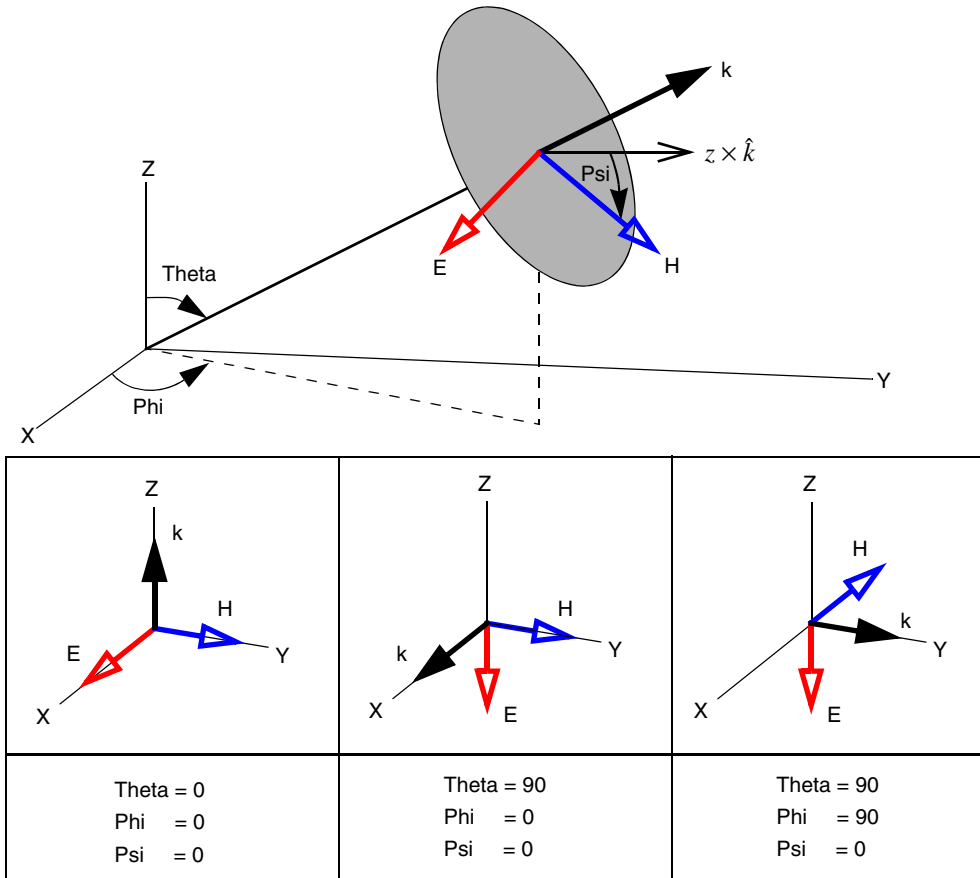 k
z × k̂
Psi
Z
E
H
Theta
Phi
Y
X
Z
k
H
E
Y
X
Z
H
k
Y
X
E
Z
H
k
Y
X
E
Theta = 0
Phi = 0
Psi = 0
Theta = 90
Phi = 0
Psi = 0
Theta = 90
Phi = 90
Psi = 0